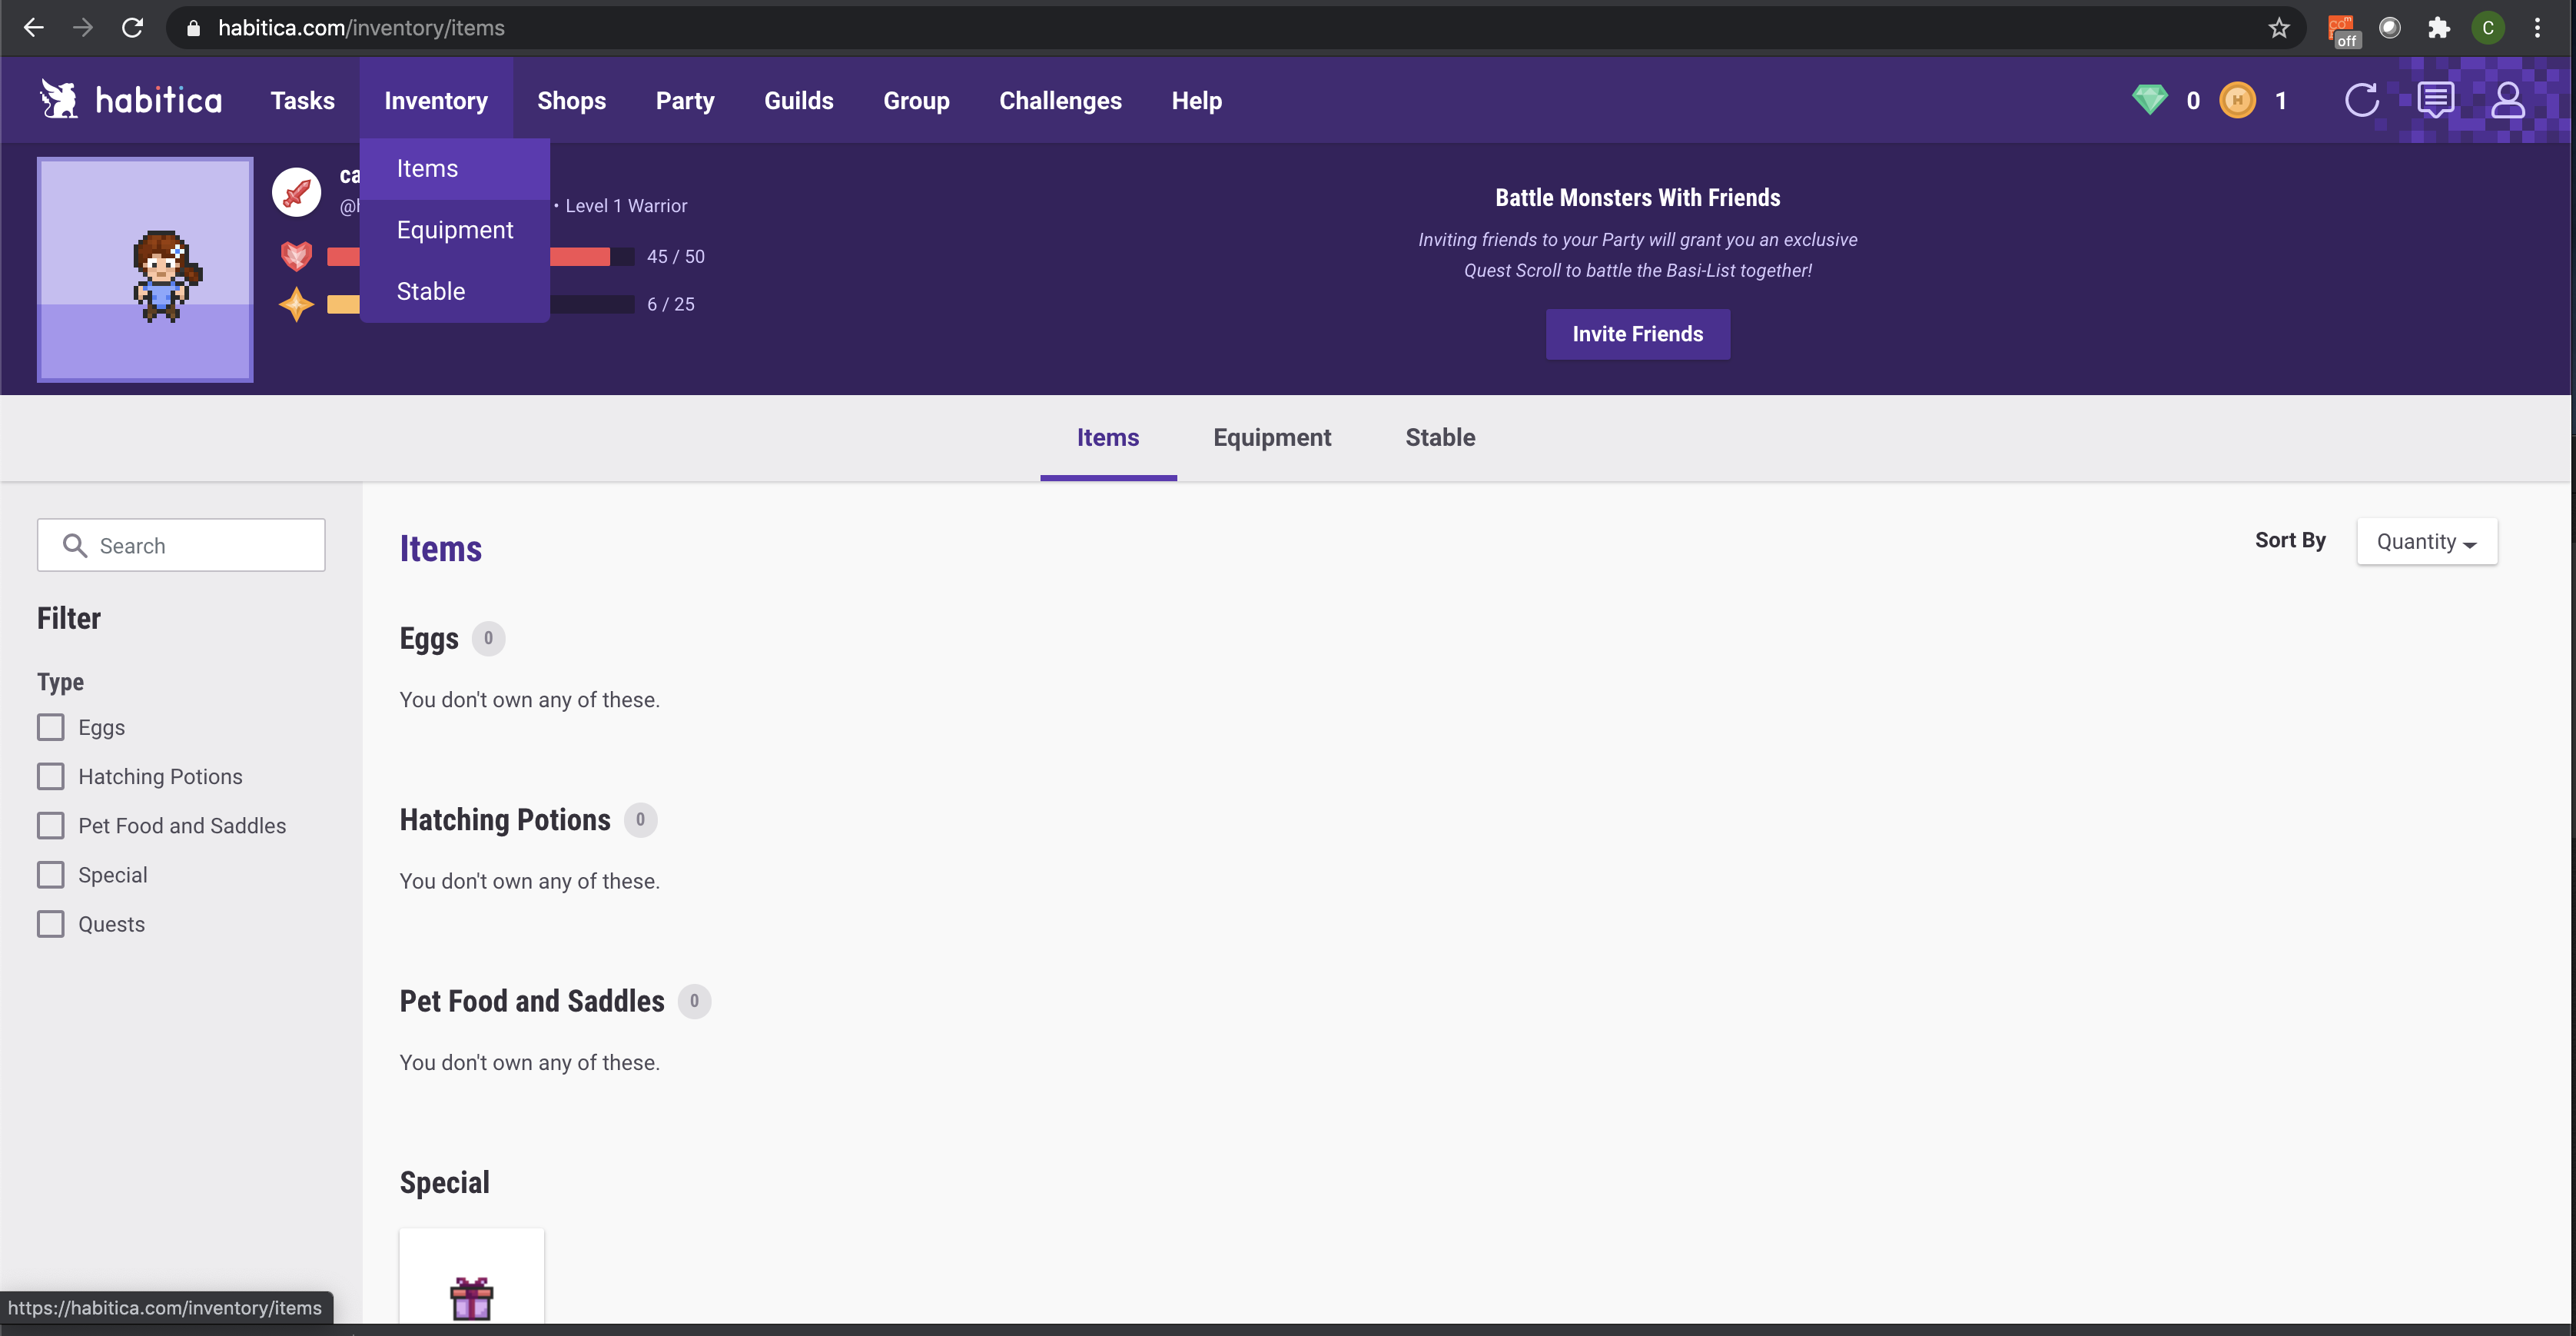 habitica.com/inventory/items
off
C
habitica
Tasks
Inventory
Shops
Party
Guilds
Group
Challenges
Help
0
H
1
Items
Equipment
Stable
ca
• Level 1 Warrior
45 / 50
6 / 25
Battle Monsters With Friends
Inviting friends to your Party will grant you an exclusive
Quest Scroll to battle the Basi-List together!
Invite Friends
Items
Equipment
Stable
Search
Filter
Type
Eggs
Hatching Potions
Pet Food and Saddles
Special
Quests
Items
Sort By
Quantity
Eggs 0
You don't own any of these.
Hatching Potions 0
You don't own any of these.
Pet Food and Saddles 0
You don't own any of these.
Special
https://habitica.com/inventory/items